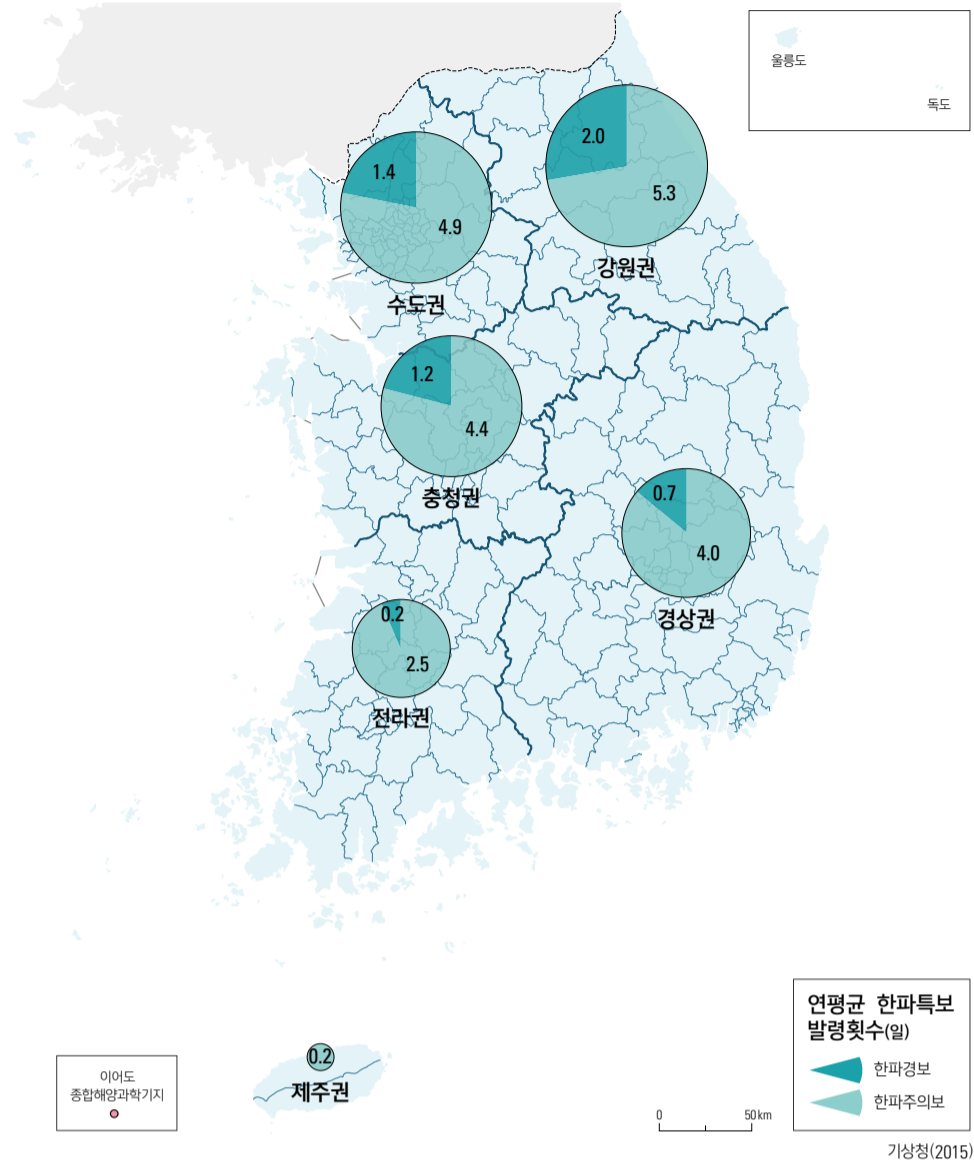 울릉도
독도
2.0
5.3
강원권
1.4
4.9
수도권
1.2
4.4
충청권
0.7
4.0
경상권
0.2
2.5
전라권
0.2
제주권
이어도
종합해양과학기지
0
50 km
연평균 한파특보
발령횟수(일)
한파경보
한파주의보
기상청(2015)